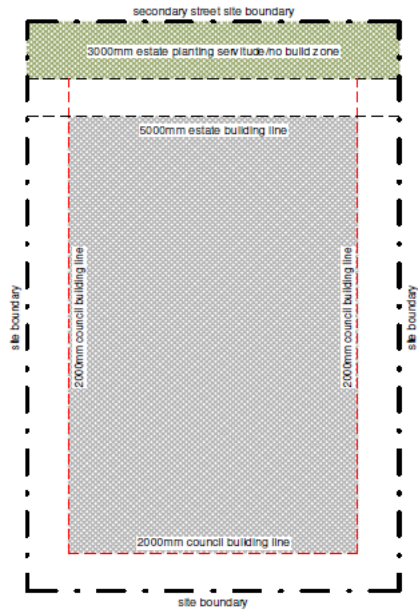 secondary street site boundary
3000mm estate planting servitude/no build zone
5000mm estate building line
site boundary
2000mm council building line
2000mm council building line
site boundary
2000mm council building line
site boundary